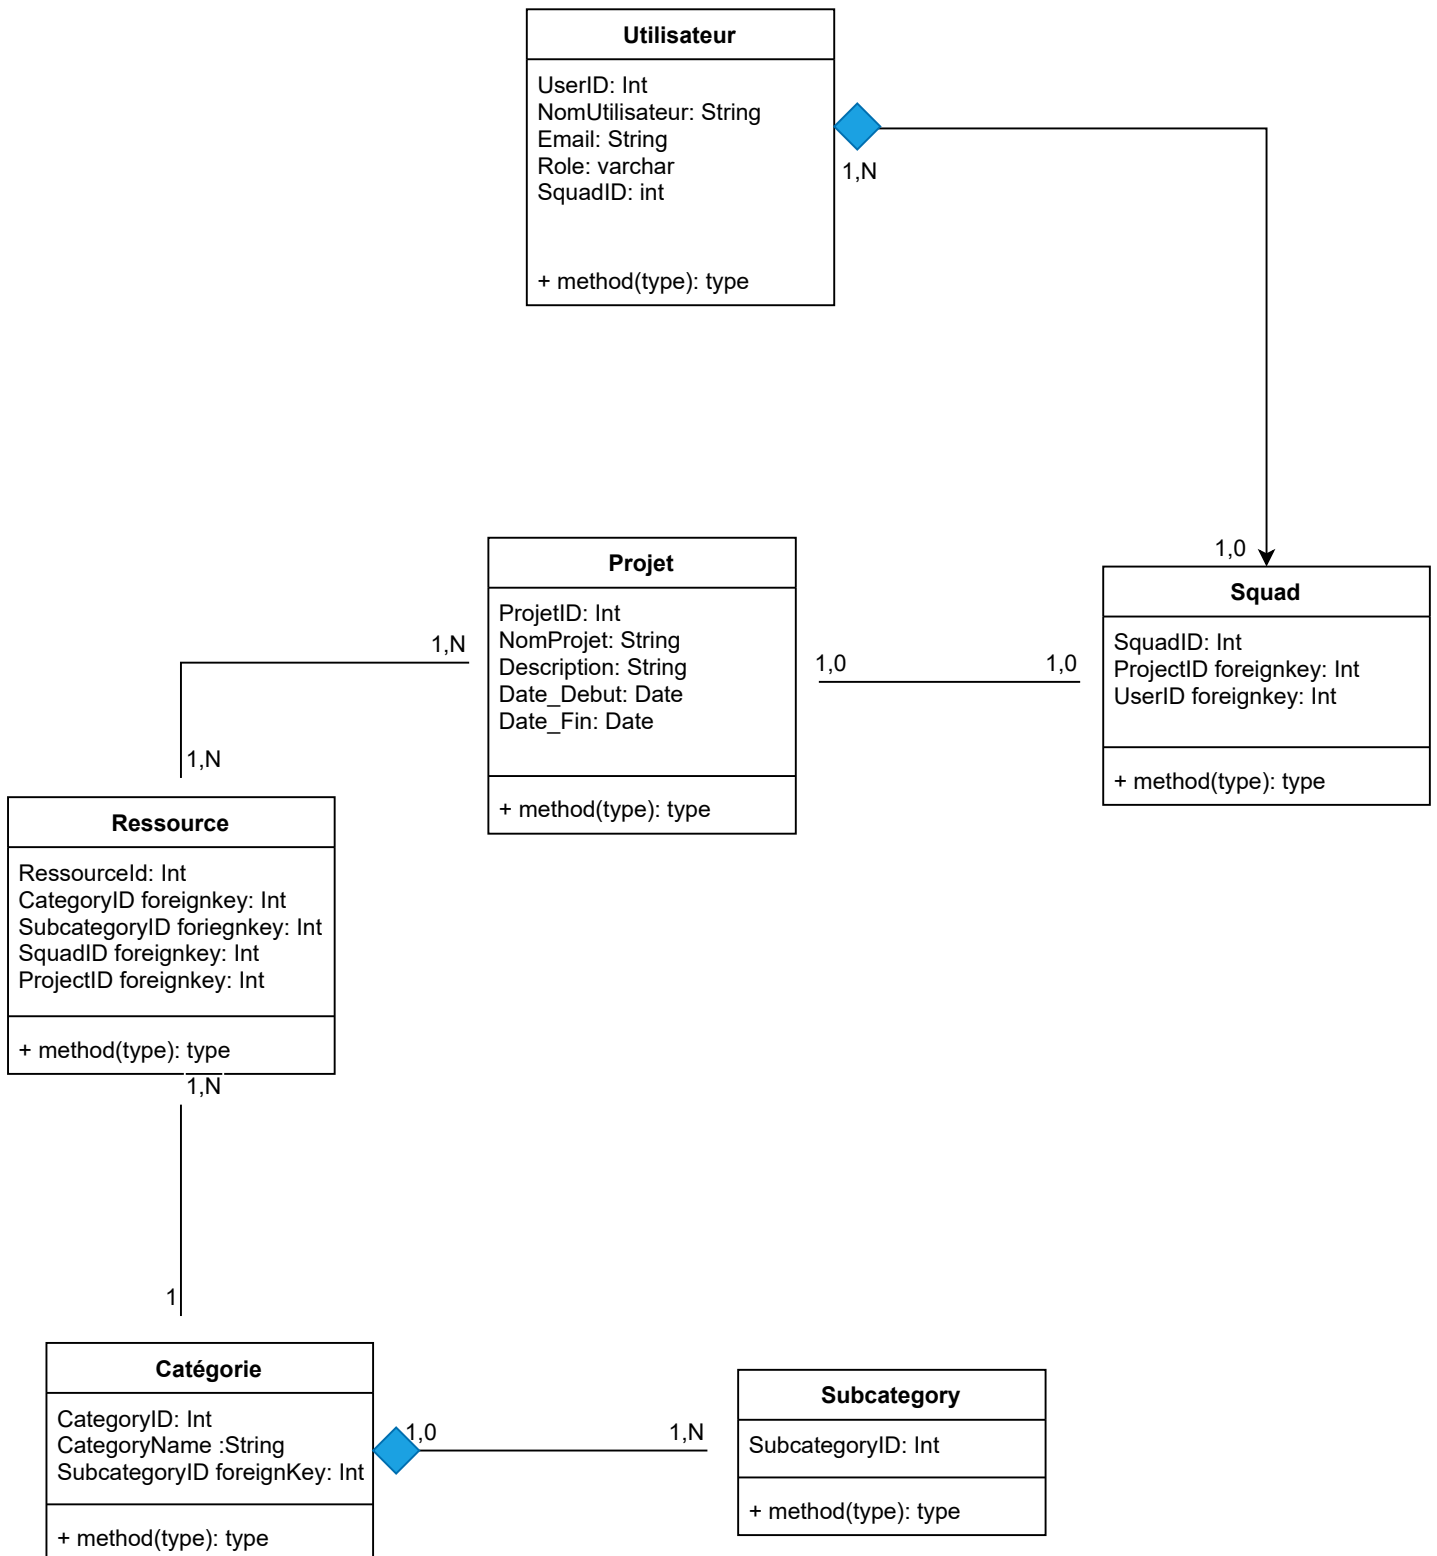 Utilisateur
UserID: Int
NomUtilisateur: String
Email: String
Role: varchar
SquadID: int
+ method(type): type
1,N
1,0
Squad
SquadID: Int
ProjectID foreignkey: Int
UserID foreignkey: Int
+ method(type): type
Projet
ProjetID: Int
NomProjet: String
Description: String
Date_Debut: Date
Date_Fin: Date
+ method(type): type
1,0
1,0
1,N
1,N
Ressource
RessourceId: Int
CategoryID foreignkey: Int
SubcategoryID foriegnkey: Int
SquadID foreignkey: Int
ProjectID foreignkey: Int
+ method(type): type
1,N
1
Catégorie
CategoryID: Int
CategoryName :String
SubcategoryID foreignKey: Int
+ method(type): type
1,0
1,N
Subcategory
SubcategoryID: Int
+ method(type): type